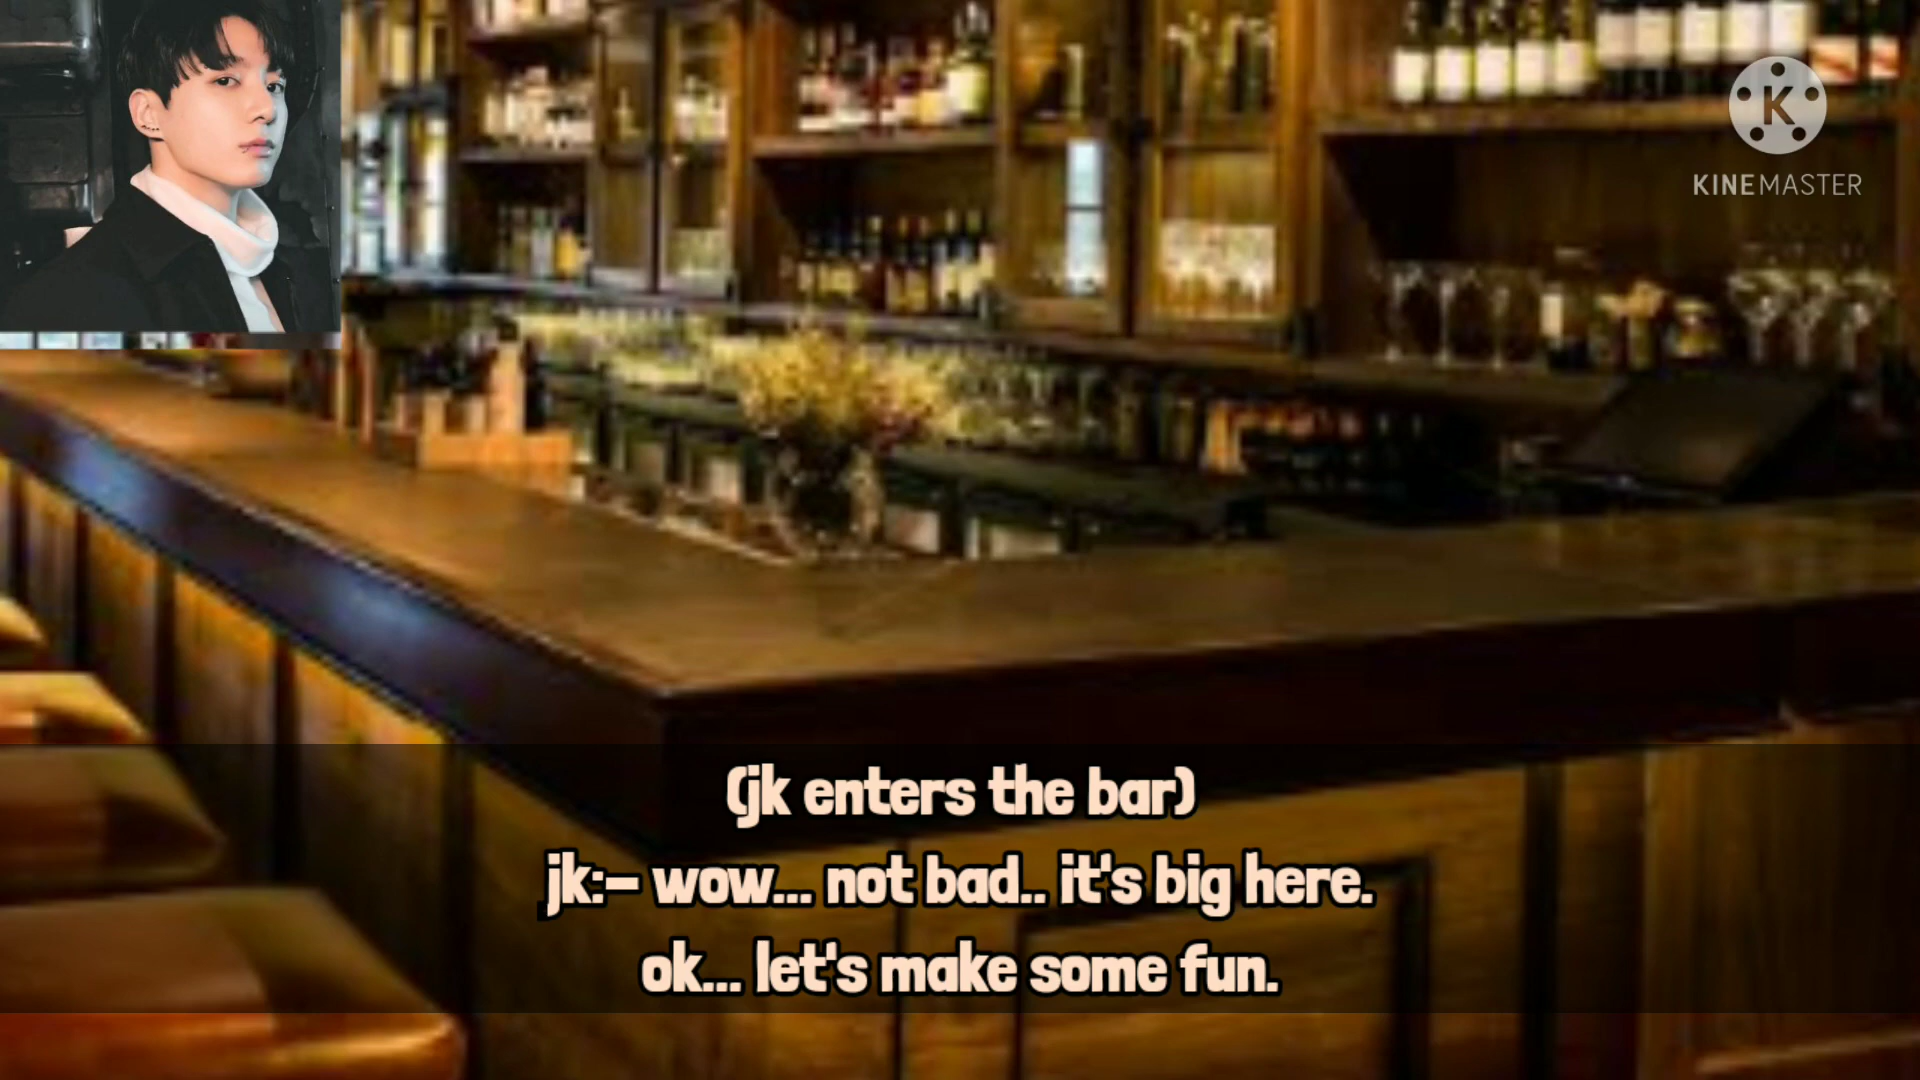 K
KINEMASTER
(jk enters the bar)
jk:- wow... not bad.. it's big here.
ok... let's make some fun.